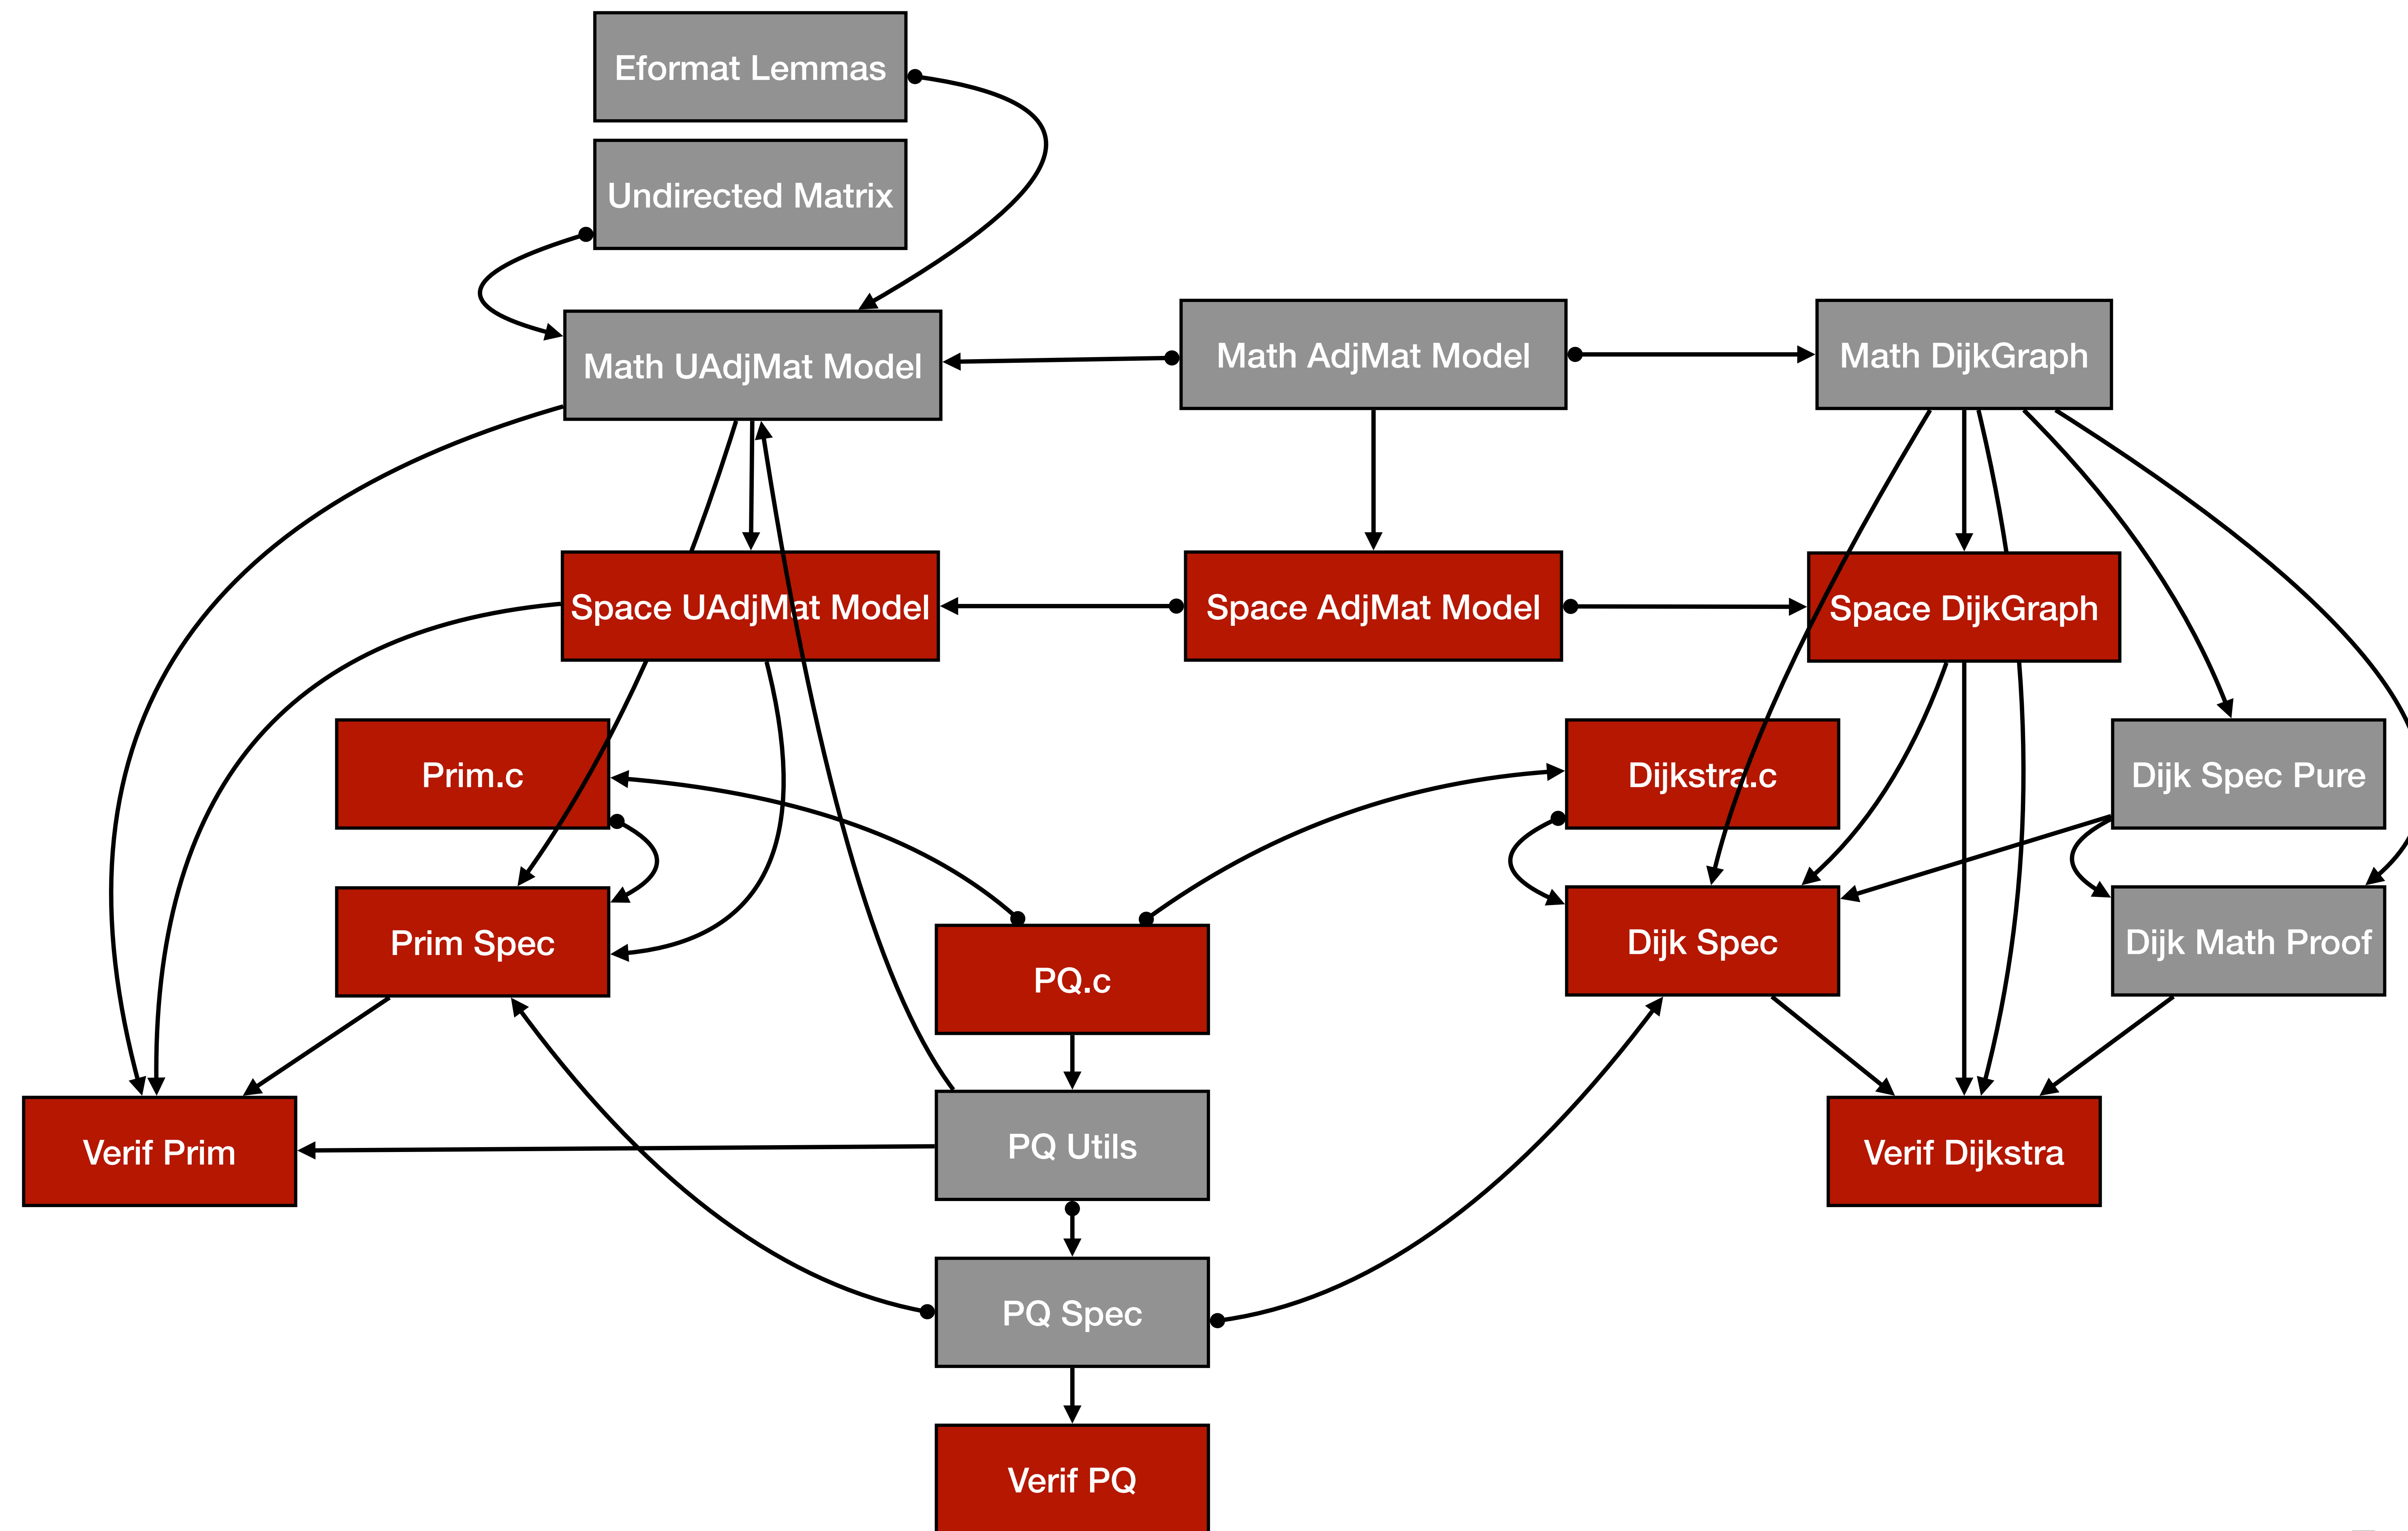 Eformat Lemmas
Undirected Matrix
Math UAdjMat Model
Math AdjMat Model
Math DijkGraph
Space UAdjMat Model
Space AdjMat Model
Space DijkGraph
Prim.c
Dijkstra.c
Dijk Spec Pure
Prim Spec
PQ.c
Dijk Spec
Dijk Math Proof
Verif Prim
PQ Utils
Verif Dijkstra
PQ Spec
Verif PQ